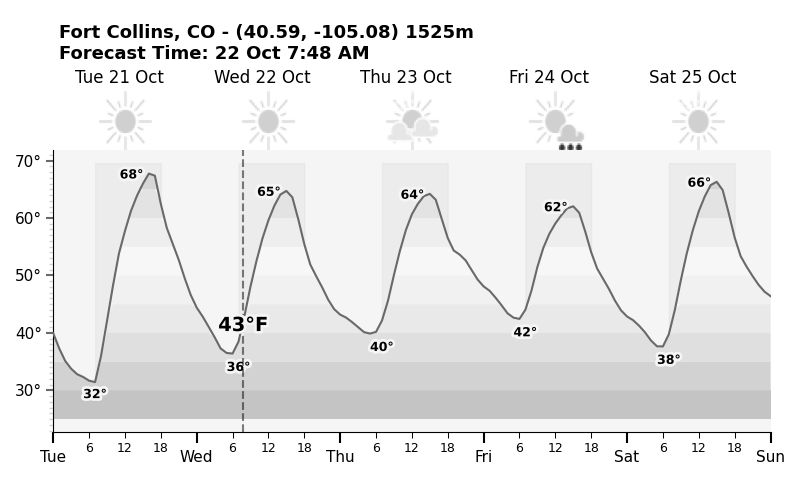 Fort Collins, CO - (40.59, -105.08) 1525m
Forecast Time: 22 Oct 7:48 AM
Tue 21 Oct Wed 22 Oct Thu 23 Oct Fri 24 Oct Sat 25 Oct
70°
68° 65° 64° 62° 66°
60°
50°
43°F
40°
36° 40° 42° 38°
32°
30°
6 12 18 6 12 18 6 12 18 6 12 18 6 12 18
Tue Wed Thu Fri Sat Sun